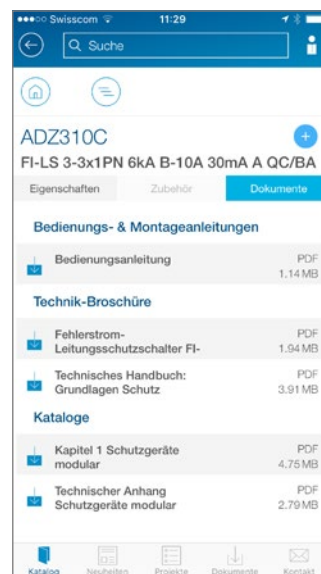 Swisscom
11:29
Suche
ADZ310C
FI-LS 3-3x1PN 6kA B-10A 30mA A QC/BA
Eigenschaften Zubehör Dokumente
Bedienungs- & Montageanleitungen
Bedienungsanleitung PDF
1.14 MB
Technik-Broschüre
Fehlerstrom- PDF
Leitungsschutzschalter FI- 1.94 MB
Technisches Handbuch: PDF
Grundlagen Schutz 3.91 MB
Kataloge
Kapitel 1 Schutzgeräte PDF
modular 4.75 MB
Technischer Anhang PDF
Schutzgeräte modular 2.79 MB
Katalog Neuheiten Projekte Dokumente Kontakt